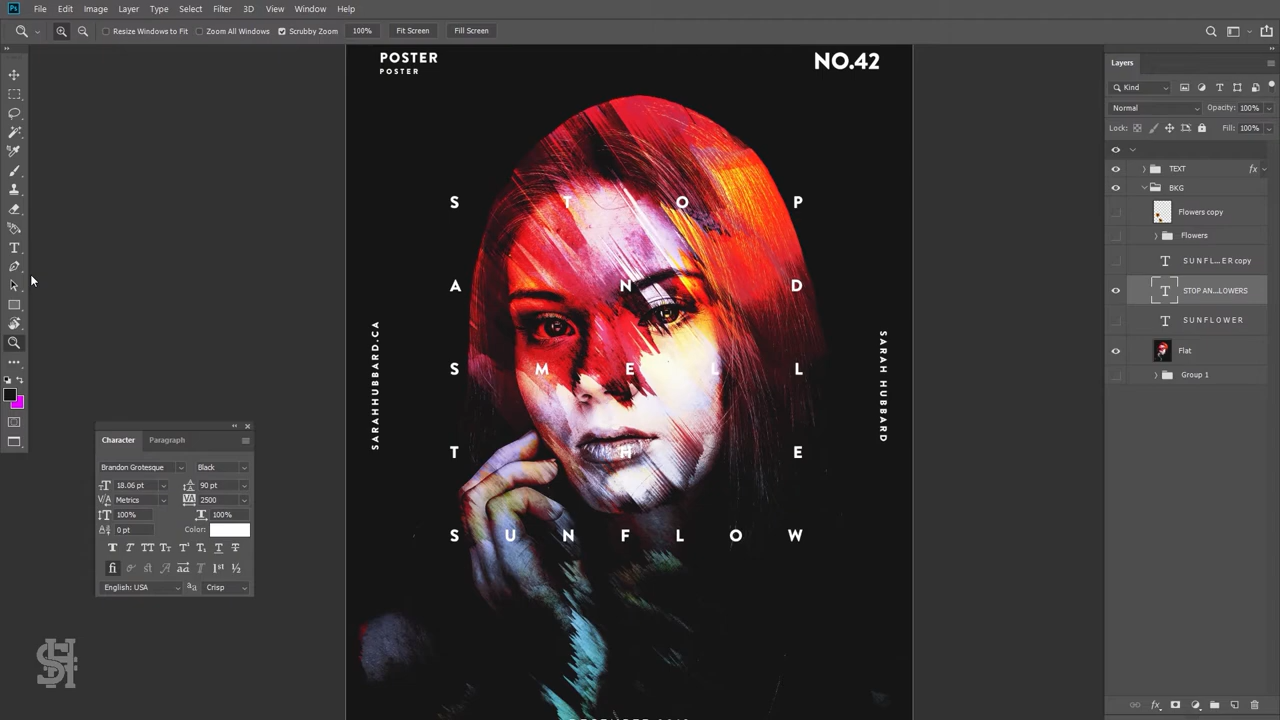 Ps File Edit Image Layer Type Select Filter 3D View Window Help
Resize Windows to Fit Zoom All Windows Scrubby Zoom 100% Fit Screen Fill Screen
POSTER
POSTER
NO.42
S T O P
A N D
S M E L L
T H E
S U N F L O W
SARAHHUBBARD.CA
SARAH HUBBARD
Character Paragraph
Brandon Grotesque Black
18.06 pt 90 pt
Metrics 2500
100% 100%
0 pt Color:
English: USA Crisp
Layers
Kind
Normal Opacity: 100%
Lock: Fill: 100%
TEXT fx
BKG
Flowers copy
Flowers
S U N F L... E R copy
STOP AN...LOWERS
S U N F L O W E R
Flat
Group 1